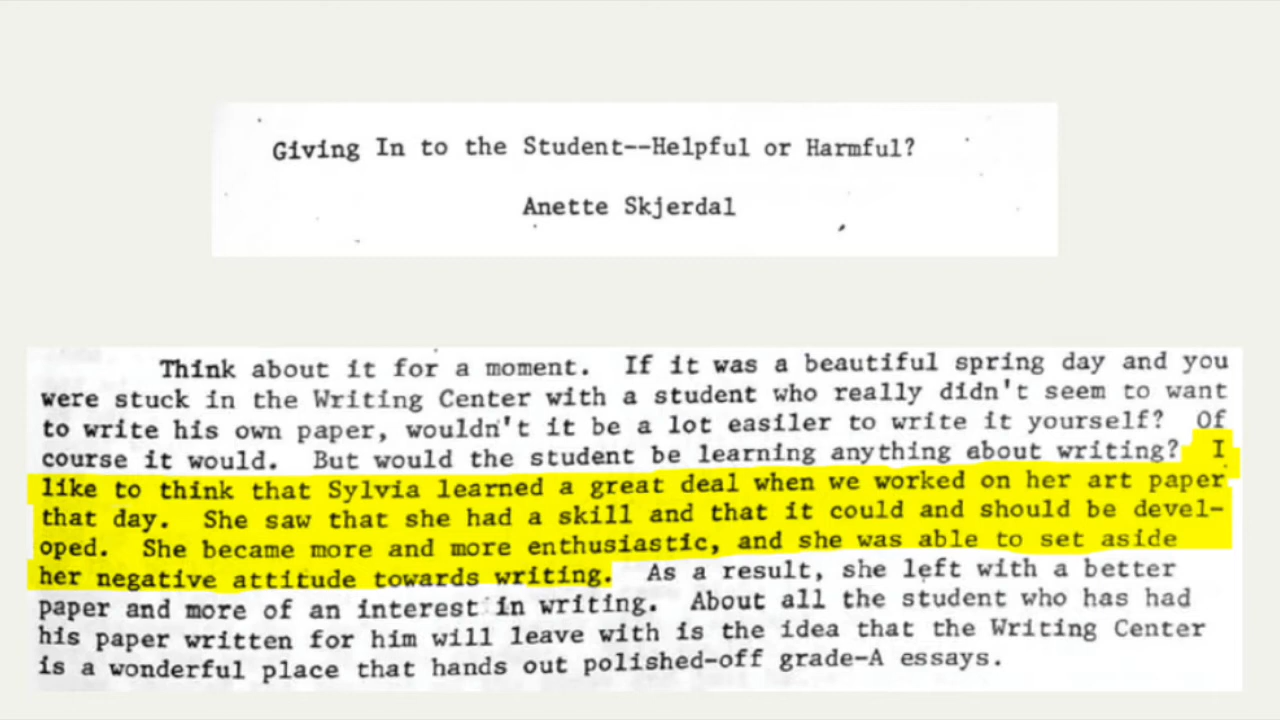 Giving In to the Student--Helpful or Harmful?
Anette Skjerdal
Think about it for a moment. If it was a beautiful spring day and you
were stuck in the Writing Center with a student who really didn't seem to want
to write his own paper, wouldn't it be a lot easiler to write it yourself? Of
course it would. But would the student be learning anything about writing? I
like to think that Sylvia learned a great deal when we worked on her art paper
that day. She saw that she had a skill and that it could and should be devel-
oped. She became more and more enthusiastic, and she was able to set aside
her negative attitude towards writing. As a result, she left with a better
paper and more of an interest in writing. About all the student who has had
his paper written for him will leave with is the idea that the Writing Center
is a wonderful place that hands out polished-off grade-A essays.